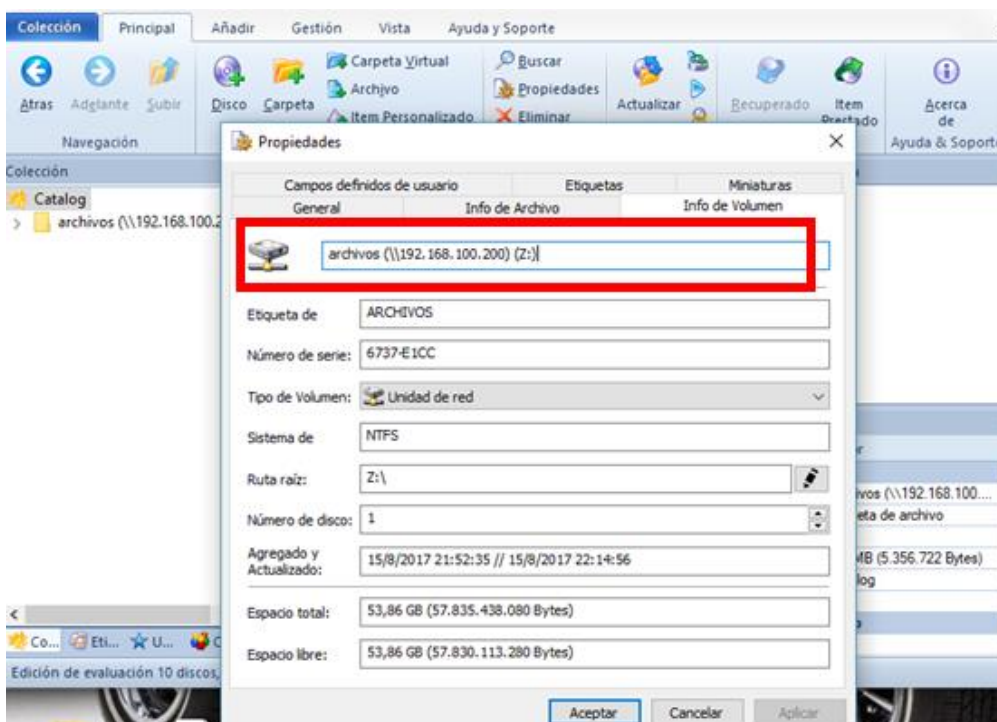 Colección Principal Añadir Gestión Vista Ayuda y Soporte
Carpeta Virtual Buscar
Archivo Propiedades
Atras Adelante Subir Disco Carpeta Item Personalizado Eliminar Actualizar Recuperado Item Prestado Acerca de
Navegación Ayuda & Soport
Propiedades
Colección
Catalog
archivos (\\192.168.100.2
Campos definidos de usuario Etiquetas Miniaturas
General Info de Archivo Info de Volumen
archivos (\\192.168.100.200) (Z:)
Etiqueta de ARCHIVOS
Número de serie: 6737-E1CC
Tipo de Volumen: Unidad de red
Sistema de NTFS
Ruta raíz: Z:\
Número de disco: 1
Agregado y Actualizado: 15/8/2017 21:52:35 // 15/8/2017 22:14:56
Espacio total: 53,86 GB (57.835.438.080 Bytes)
Espacio libre: 53,86 GB (57.830.113.280 Bytes)
Aceptar Cancelar Aplicar
ivos (\\192.168.100....
eta de archivo
MB (5.356.722 Bytes)
log
Co... Eti... U...
Edición de evaluación 10 discos,